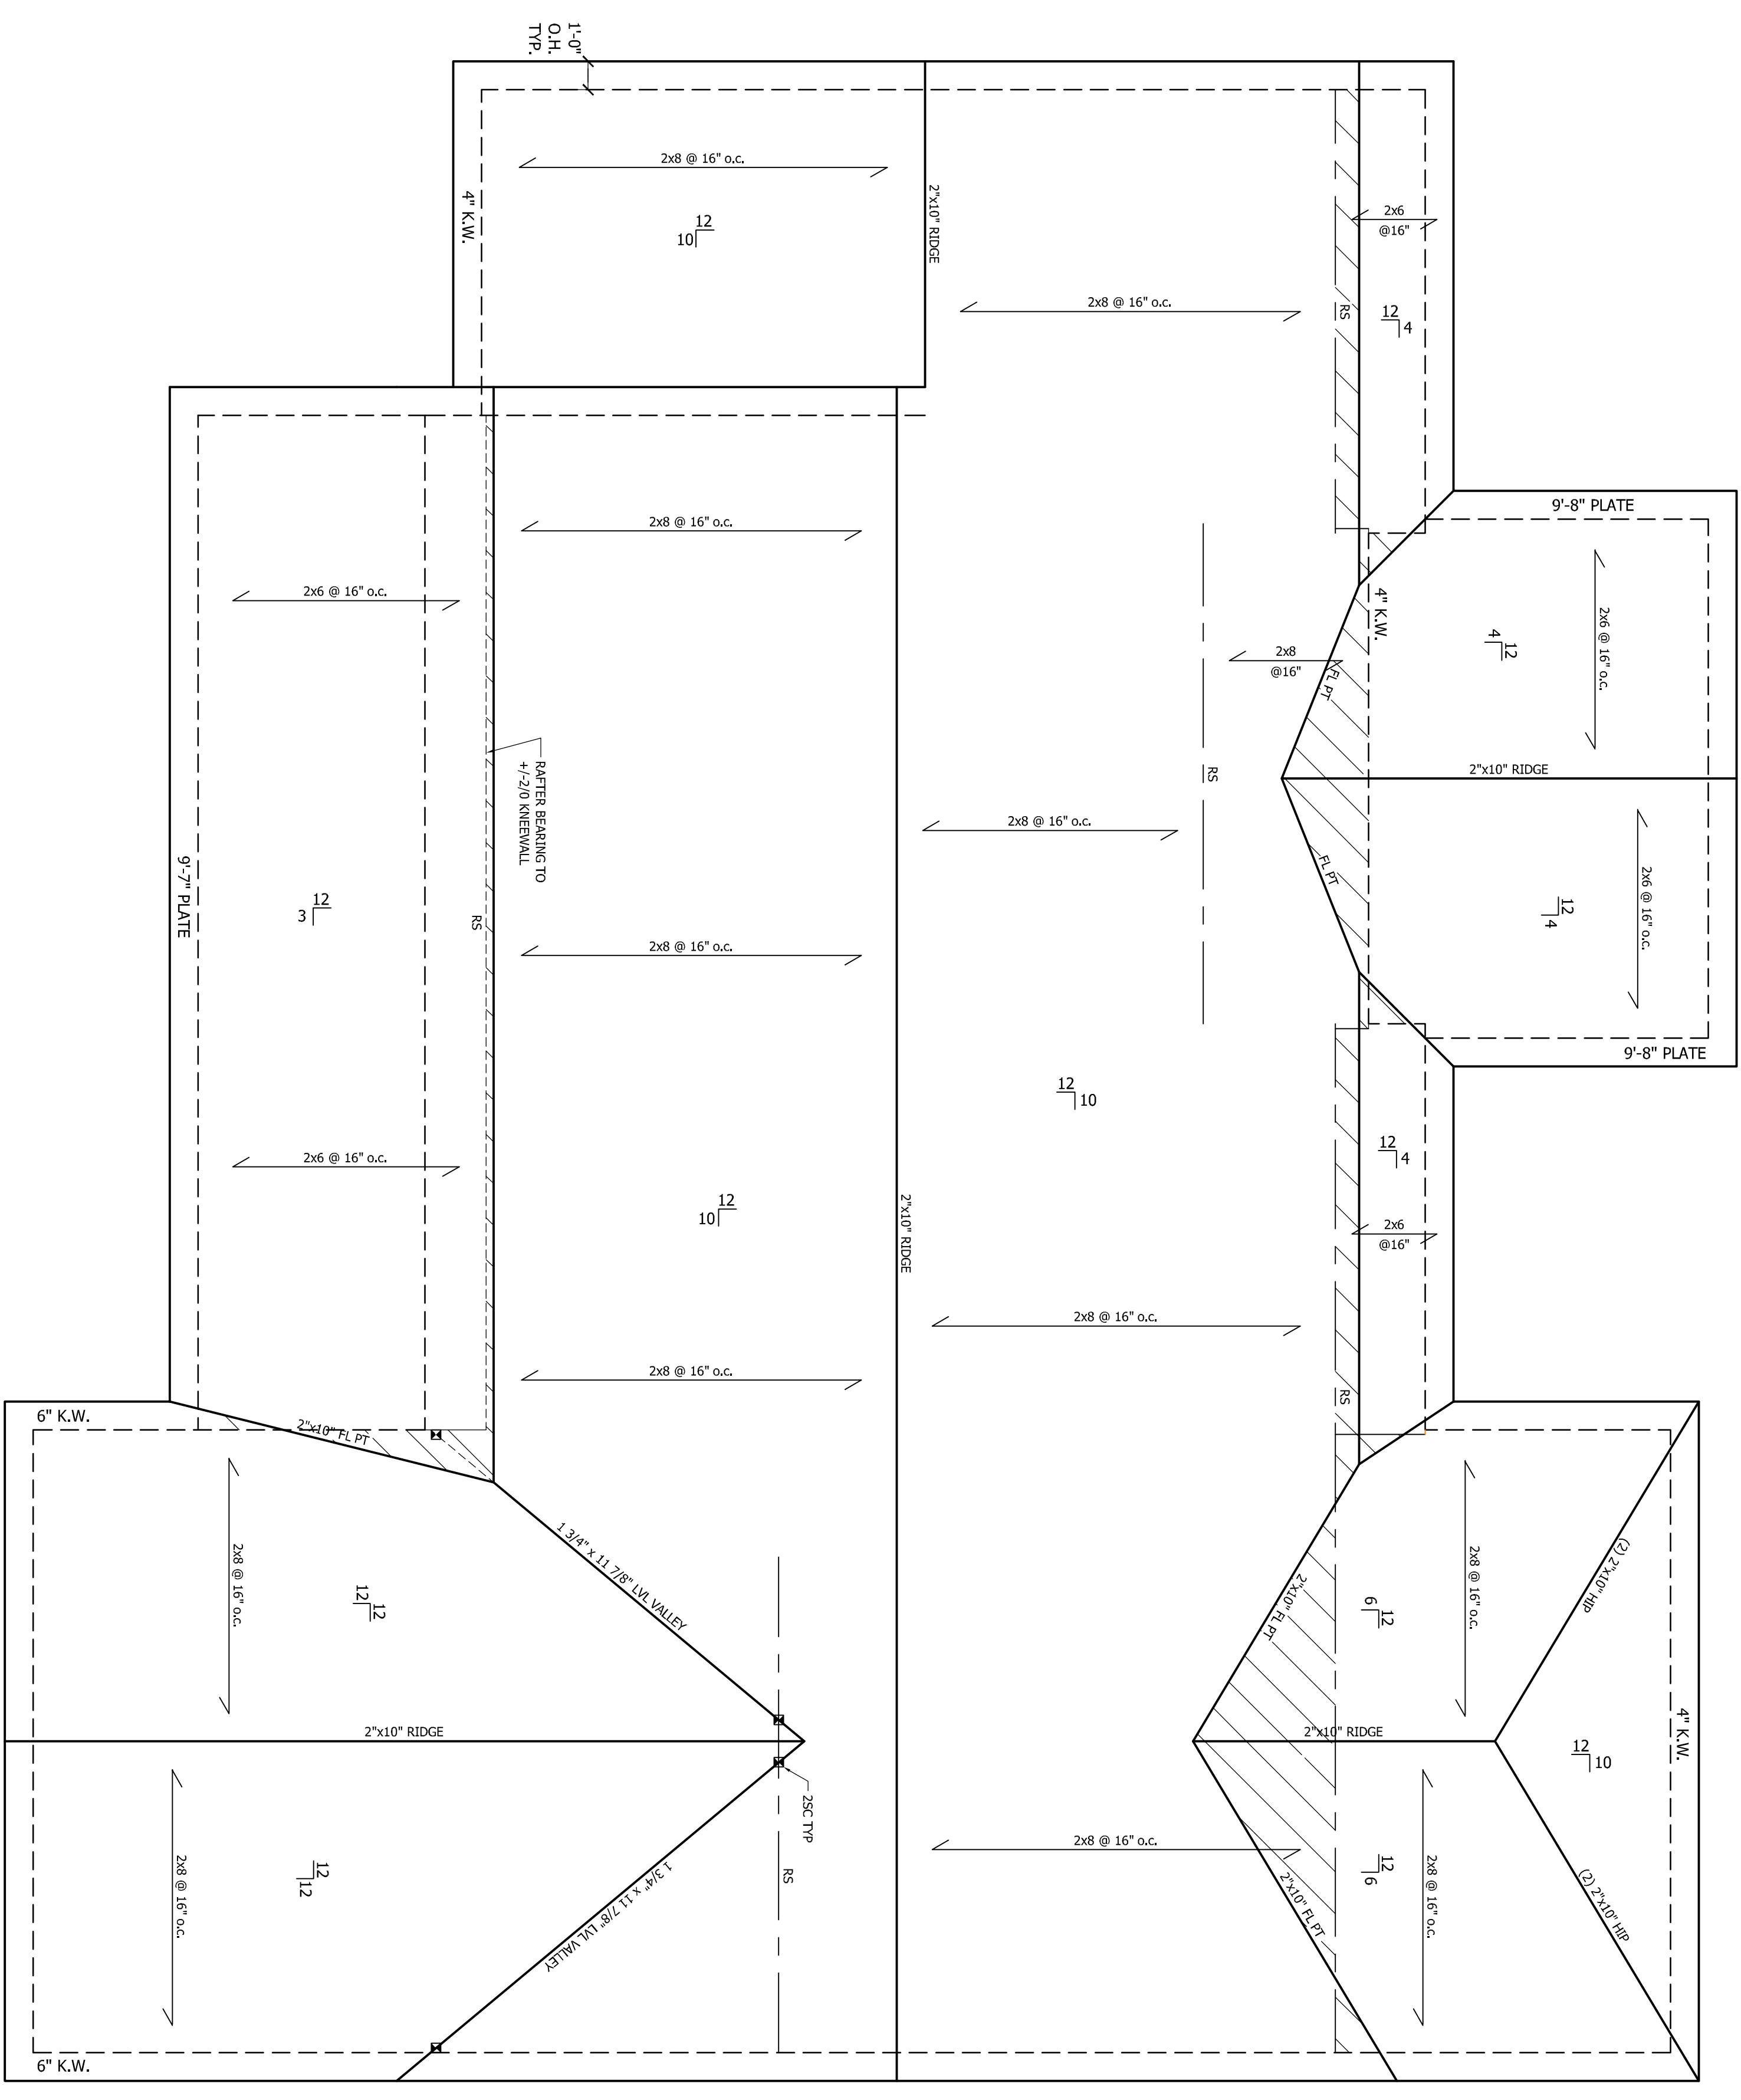 1'-0"
O.H.
TYP.
2x8 @ 16" o.c.
4" K.W.
12
10
2"x10" RIDGE
2x6
@16"
2x8 @ 16" o.c.
RS
12
4
9'-8" PLATE
2x8 @ 16" o.c.
2x6 @ 16" o.c.
4" K.W.
2x6 @ 16" o.c.
12
4
2x8
@16"
FL PT
RS
2"x10" RIDGE
RAFTER BEARING TO
+/-2/0 KNEEWALL
2x8 @ 16" o.c.
FL PT
2x6 @ 16" o.c.
9'-7" PLATE
12
3
RS
12
4
2x8 @ 16" o.c.
9'-8" PLATE
12
10
12
4
2x6 @ 16" o.c.
12
10
2"x10" RIDGE
2x6
@16"
2x8 @ 16" o.c.
2x8 @ 16" o.c.
RS
6" K.W.
2"x10" FL PT
2x8 @ 16" o.c.
1 3/4" x 11 7/8" LVL VALLEY
2x8 @ 16" o.c.
(2) 2"x10" HIP
12
12
2"x10" FL PT
12
6
2"x10" RIDGE
2"x10" RIDGE
4" K.W.
12
10
2SC TYP
2x8 @ 16" o.c.
12
12
2x8 @ 16" o.c.
1 3/4" x 11 7/8" LVL VALLEY
RS
2"x10" FL PT
12
6
2x8 @ 16" o.c.
(2) 2"x10" HIP
6" K.W.